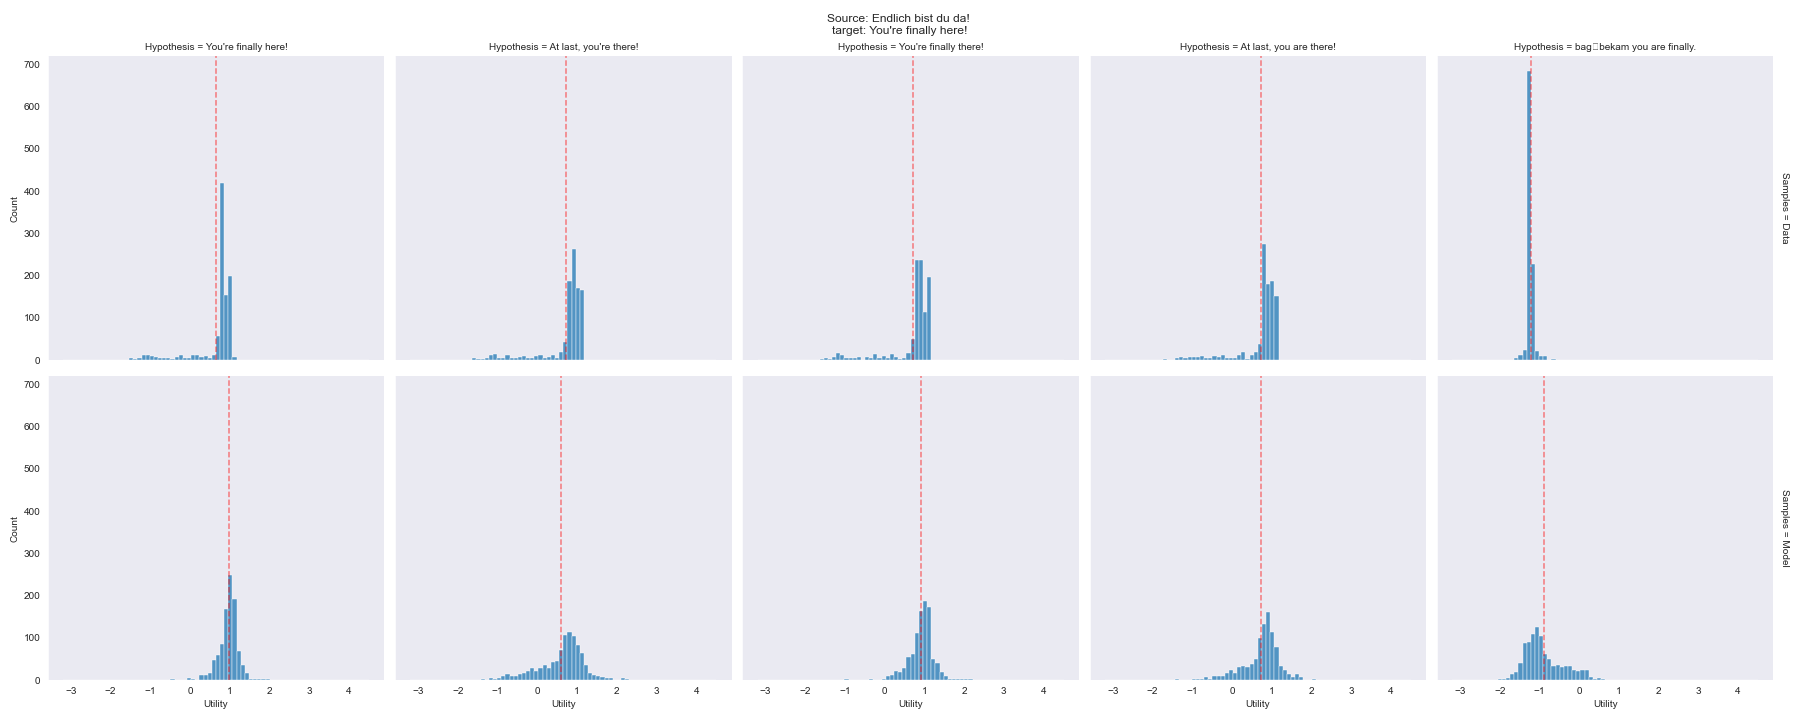 Source: Endlich bist du da!
target: You're finally here!
Hypothesis = You're finally here!
Hypothesis = At last, you're there!
Hypothesis = You're finally there!
Hypothesis = At last, you are there!
Hypothesis = bag▯bekam you are finally.
700
600
500
400
300
200
100
0
Count
Samples = Data
700
600
500
400
300
200
100
0
Count
Samples = Model
−3 −2 −1 0 1 2 3 4
−3 −2 −1 0 1 2 3 4
−3 −2 −1 0 1 2 3 4
−3 −2 −1 0 1 2 3 4
−3 −2 −1 0 1 2 3 4
Utility
Utility
Utility
Utility
Utility